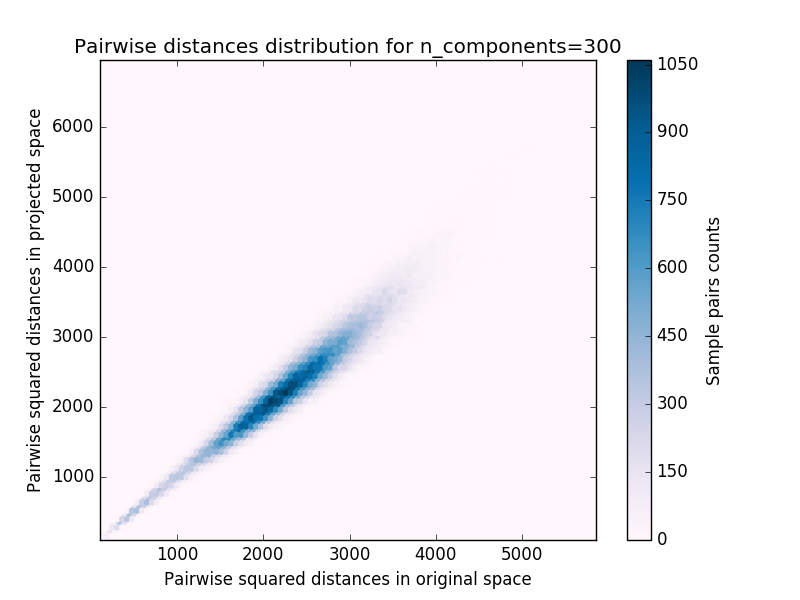 Pairwise distances distribution for n_components=300
Pairwise squared distances in projected space
6000
5000
4000
3000
2000
1000
1000 2000 3000 4000 5000
Pairwise squared distances in original space
1050
900
750
600
450
300
150
0
Sample pairs counts